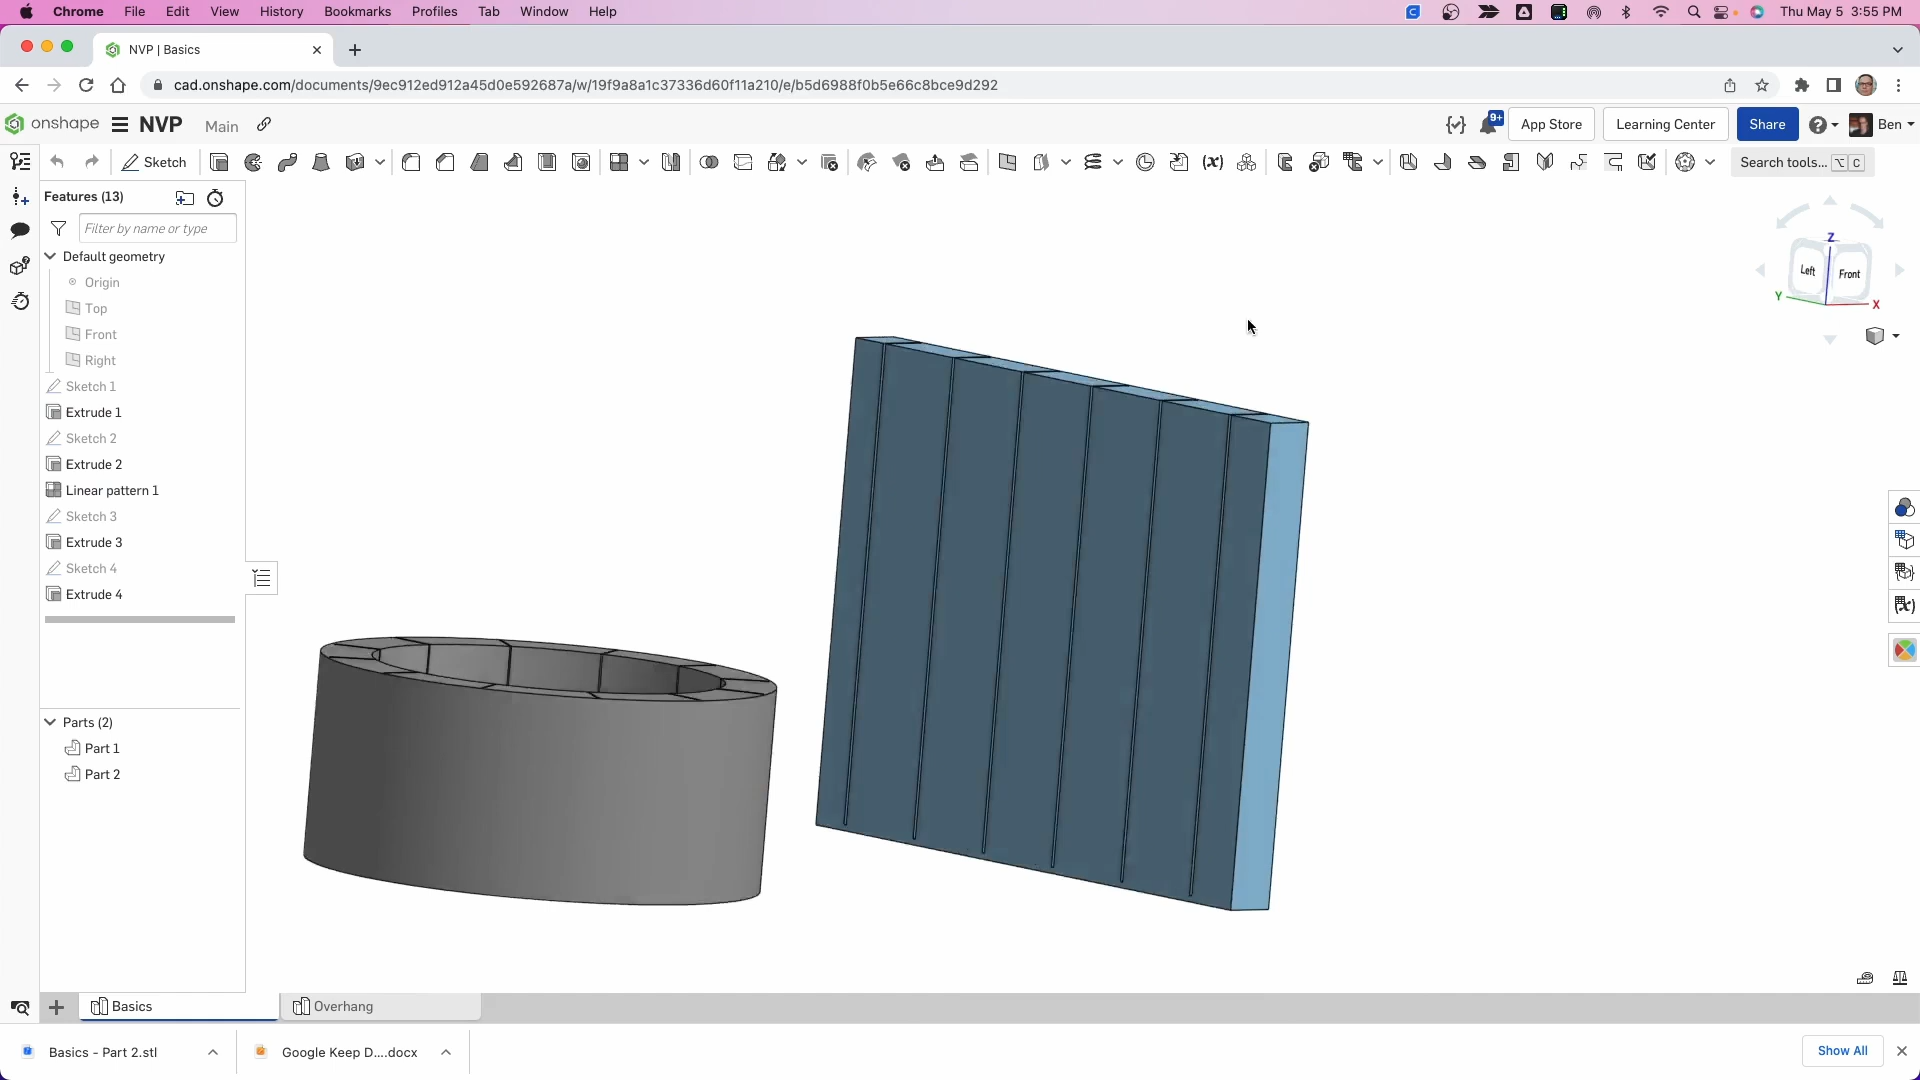 Chrome File Edit View History Bookmarks Profiles Tab Window Help Thu May 5 3:55 PM
NVP | Basics
cad.onshape.com/documents/9ec912ed912a45d0e592687a/w/19f9a8a1c37336d60f11a210/e/b5d6988f0b5e66c8bce9d292
onshape NVP Main 9+ App Store Learning Center Share Ben
Sketch Search tools... ⌥ C
Features (13)
Filter by name or type
Default geometry
Origin
Top
Front
Right
Sketch 1
Extrude 1
Sketch 2
Extrude 2
Linear pattern 1
Sketch 3
Extrude 3
Sketch 4
Extrude 4
Parts (2)
Part 1
Part 2
Z
Left Front
Y X
Basics Overhang
Basics - Part 2.stl Google Keep D....docx Show All